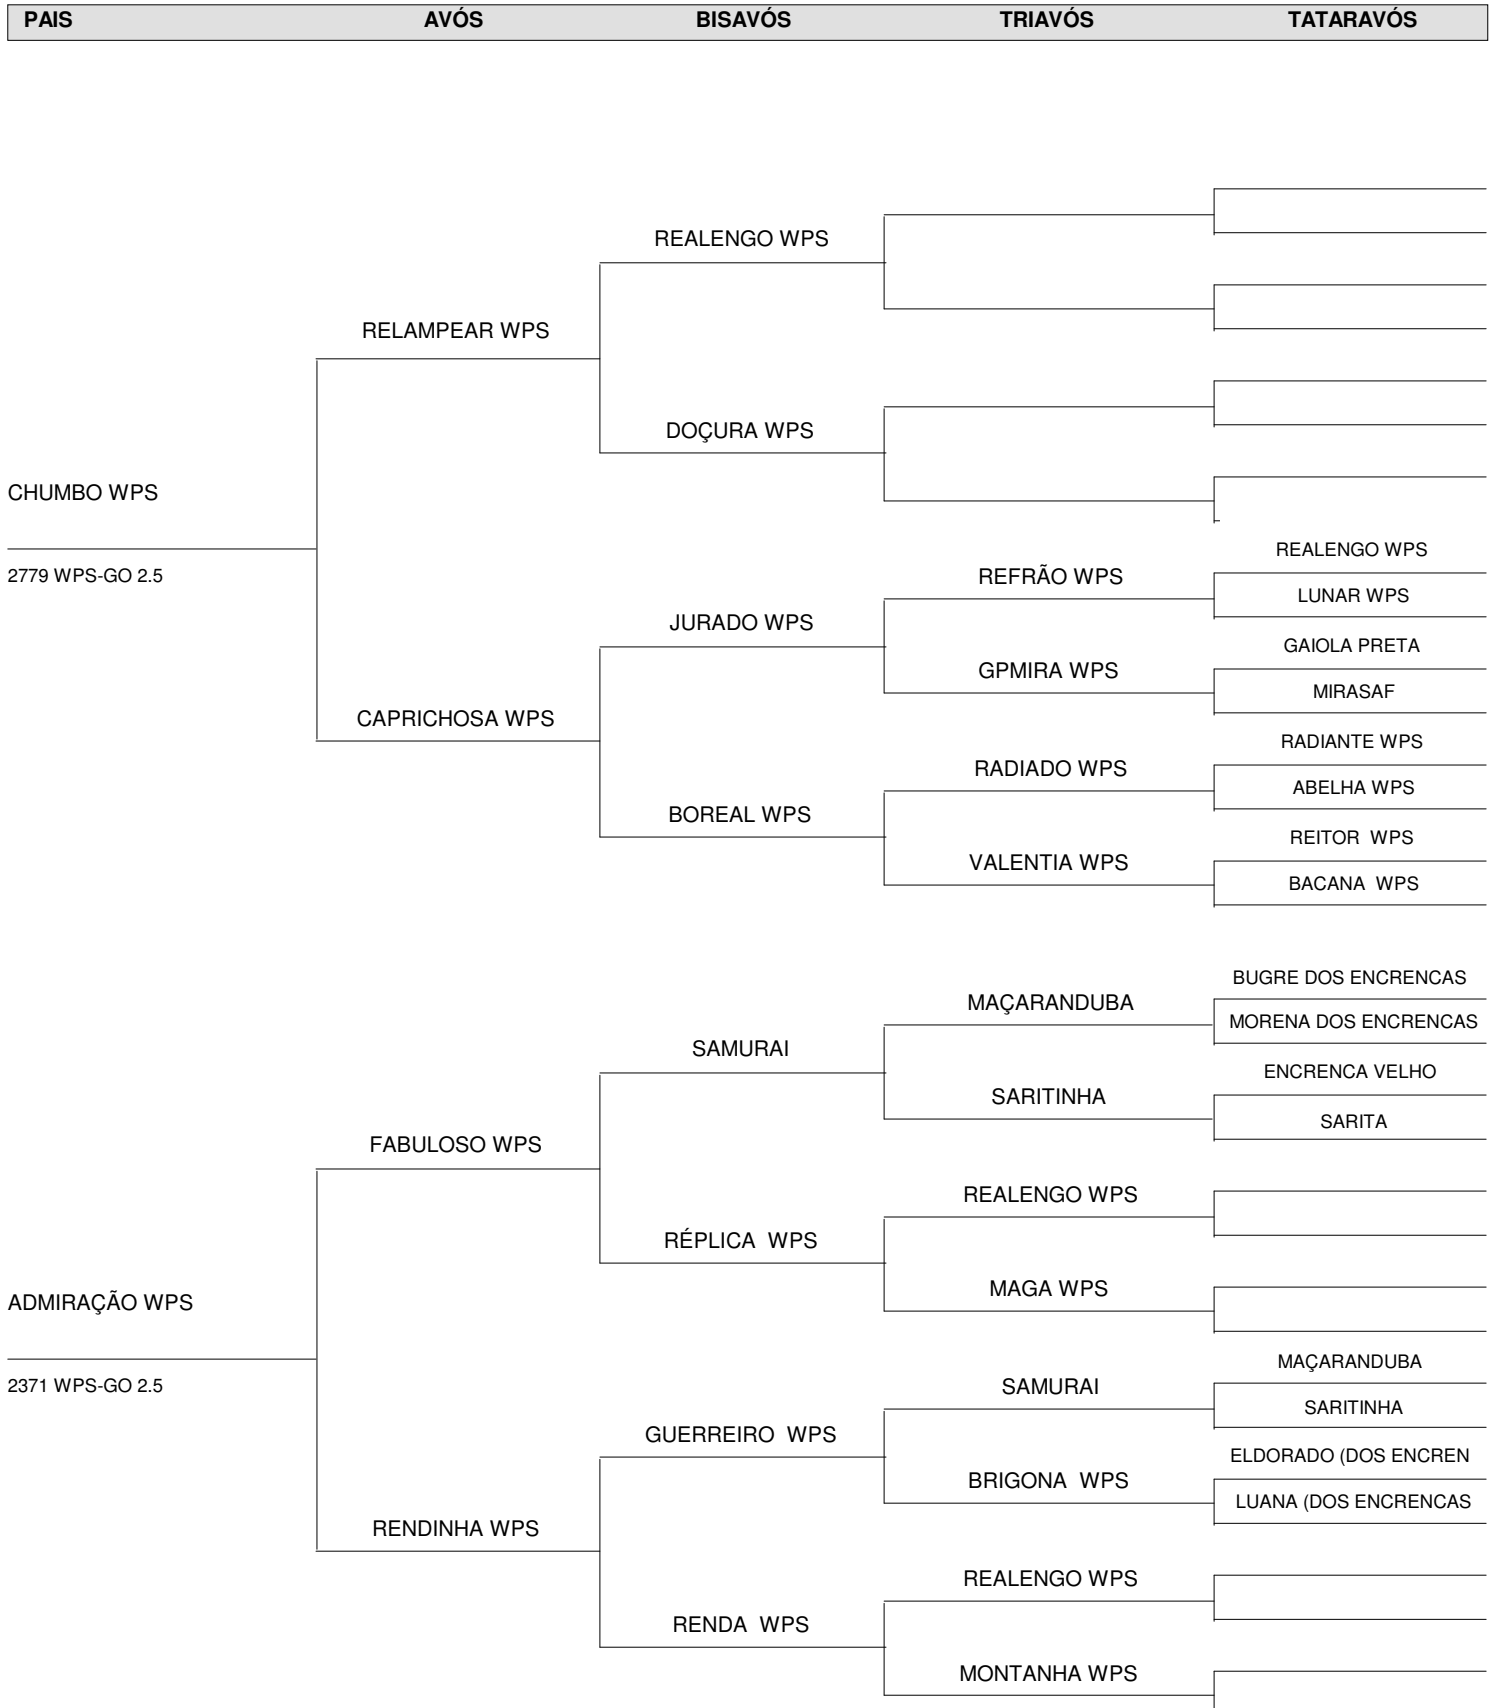 PAIS AVÓS BISAVÓS TRIAVÓS TATARAVÓS
REALENGO WPS
RELAMPEAR WPS
DOÇURA WPS
CHUMBO WPS
2779 WPS-GO 2.5
REALENGO WPS
REFRÃO WPS
LUNAR WPS
JURADO WPS
GAIOLA PRETA
GPMIRA WPS
MIRASAF
CAPRICHOSA WPS
RADIANTE WPS
RADIADO WPS
ABELHA WPS
BOREAL WPS
REITOR WPS
VALENTIA WPS
BACANA WPS
BUGRE DOS ENCRENCAS
MAÇARANDUBA
MORENA DOS ENCRENCAS
SAMURAI
ENCRENCA VELHO
SARITINHA
SARITA
FABULOSO WPS
REALENGO WPS
RÉPLICA WPS
MAGA WPS
ADMIRAÇÃO WPS
2371 WPS-GO 2.5
MAÇARANDUBA
SAMURAI
SARITINHA
GUERREIRO WPS
ELDORADO (DOS ENCREN
BRIGONA WPS
LUANA (DOS ENCRENCAS
RENDINHA WPS
REALENGO WPS
RENDA WPS
MONTANHA WPS